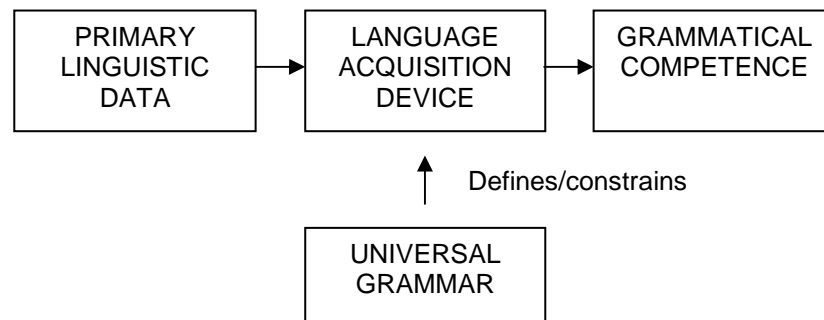 PRIMARY
LINGUISTIC
DATA
LANGUAGE
ACQUISITION
DEVICE
GRAMMATICAL
COMPETENCE
Defines/constrains
UNIVERSAL
GRAMMAR